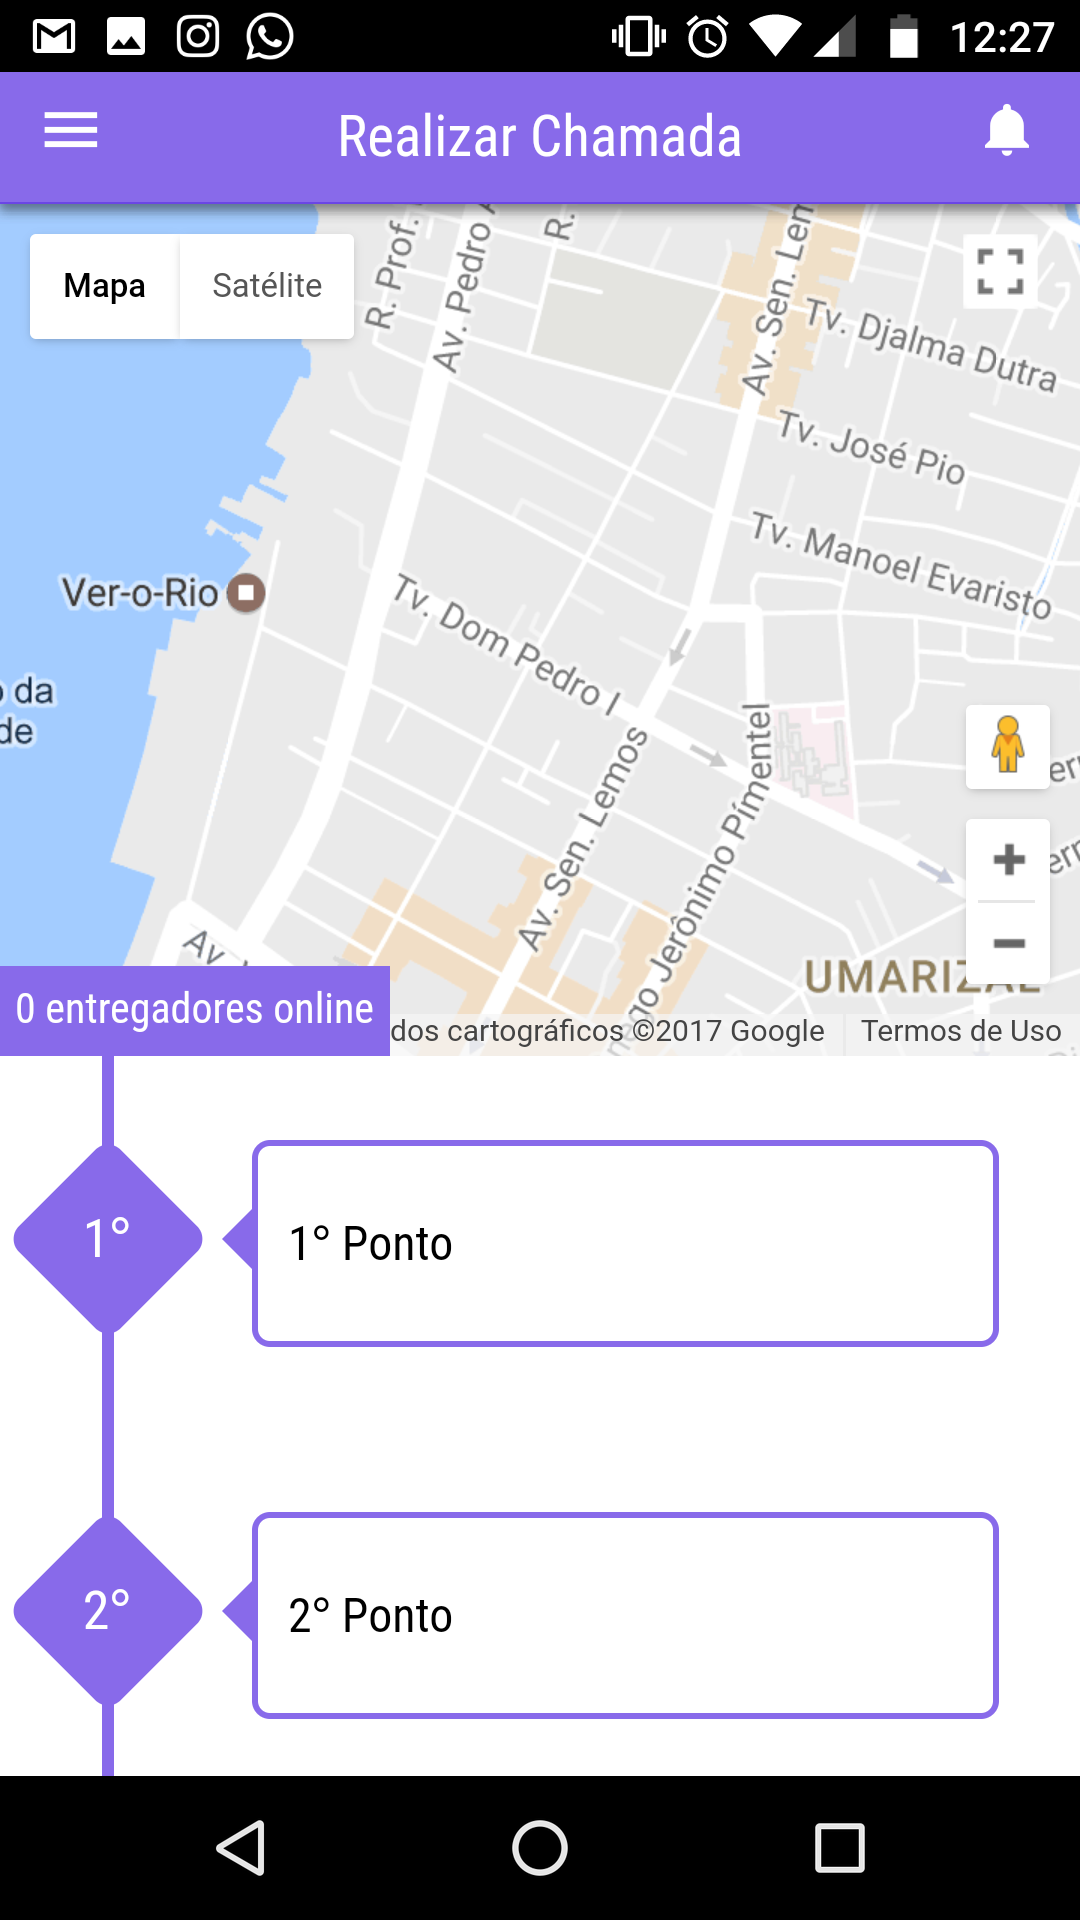 12:27
Realizar Chamada
Mapa
Satélite
R. Prof.
Av. Pedro
R.
Av. Sen. Lem
Tv. Djalma Dutra
Tv. José Pio
Tv. Manoel Evaristo
Ver-o-Rio
Tv. Dom Pedro I
da
de
Av. Sen. Lemos
Jerônimo Pimentel
Av.
UMARIZAL
0 entregadores online
dos cartográficos ©2017 Google
Termos de Uso
1°
1° Ponto
2°
2° Ponto